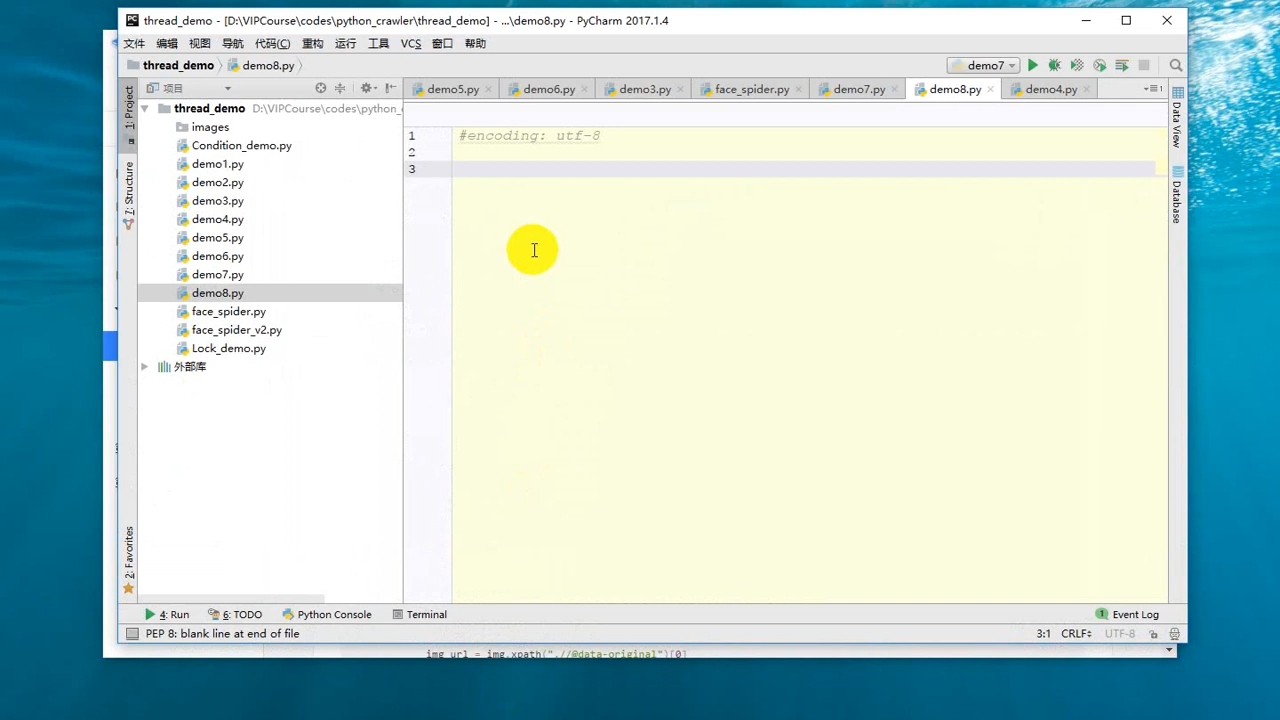 thread_demo - [D:\VIPCourse\codes\python_crawler\thread_demo] - ...\demo8.py - PyCharm 2017.1.4
文件 编辑 视图 导航 代码(C) 重构 运行 工具 VCS 窗口 帮助
thread_demo demo8.py demo7
项目 demo5.py demo6.py demo3.py face_spider.py demo7.py demo8.py demo4.py
1: Project
7: Structure
2: Favorites
thread_demo D:\VIPCourse\codes\python_
images
Condition_demo.py
demo1.py
demo2.py
demo3.py
demo4.py
demo5.py
demo6.py
demo7.py
demo8.py
face_spider.py
face_spider_v2.py
Lock_demo.py
外部库
1 #encoding: utf-8
2
3
Data View
Database
4: Run 6: TODO Python Console Terminal 1 Event Log
PEP 8: blank line at end of file 3:1 CRLF UTF-8
img_url = img.xpath(".//@data-original")[0]